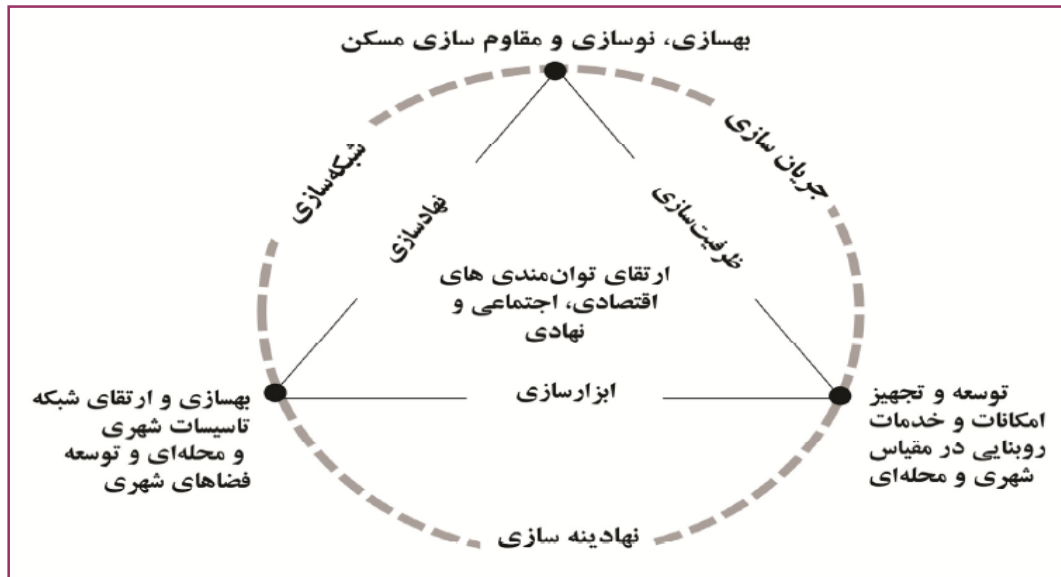 بهسازی، نوسازی و مقاوم سازی مسکن
جریان سازی
شبکه‌سازی
ظرفیت‌سازی
نهادسازی
ارتقای توان‌مندی های
اقتصادی، اجتماعی و
نهادی
ابزارسازی
توسعه و تجهیز
امکانات و خدمات
روبنایی در مقیاس
شهری و محله‌ای
بهسازی و ارتقای شبکه
تاسیسات شهری
و محله‌ای و توسعه
فضاهای شهری
نهادینه سازی